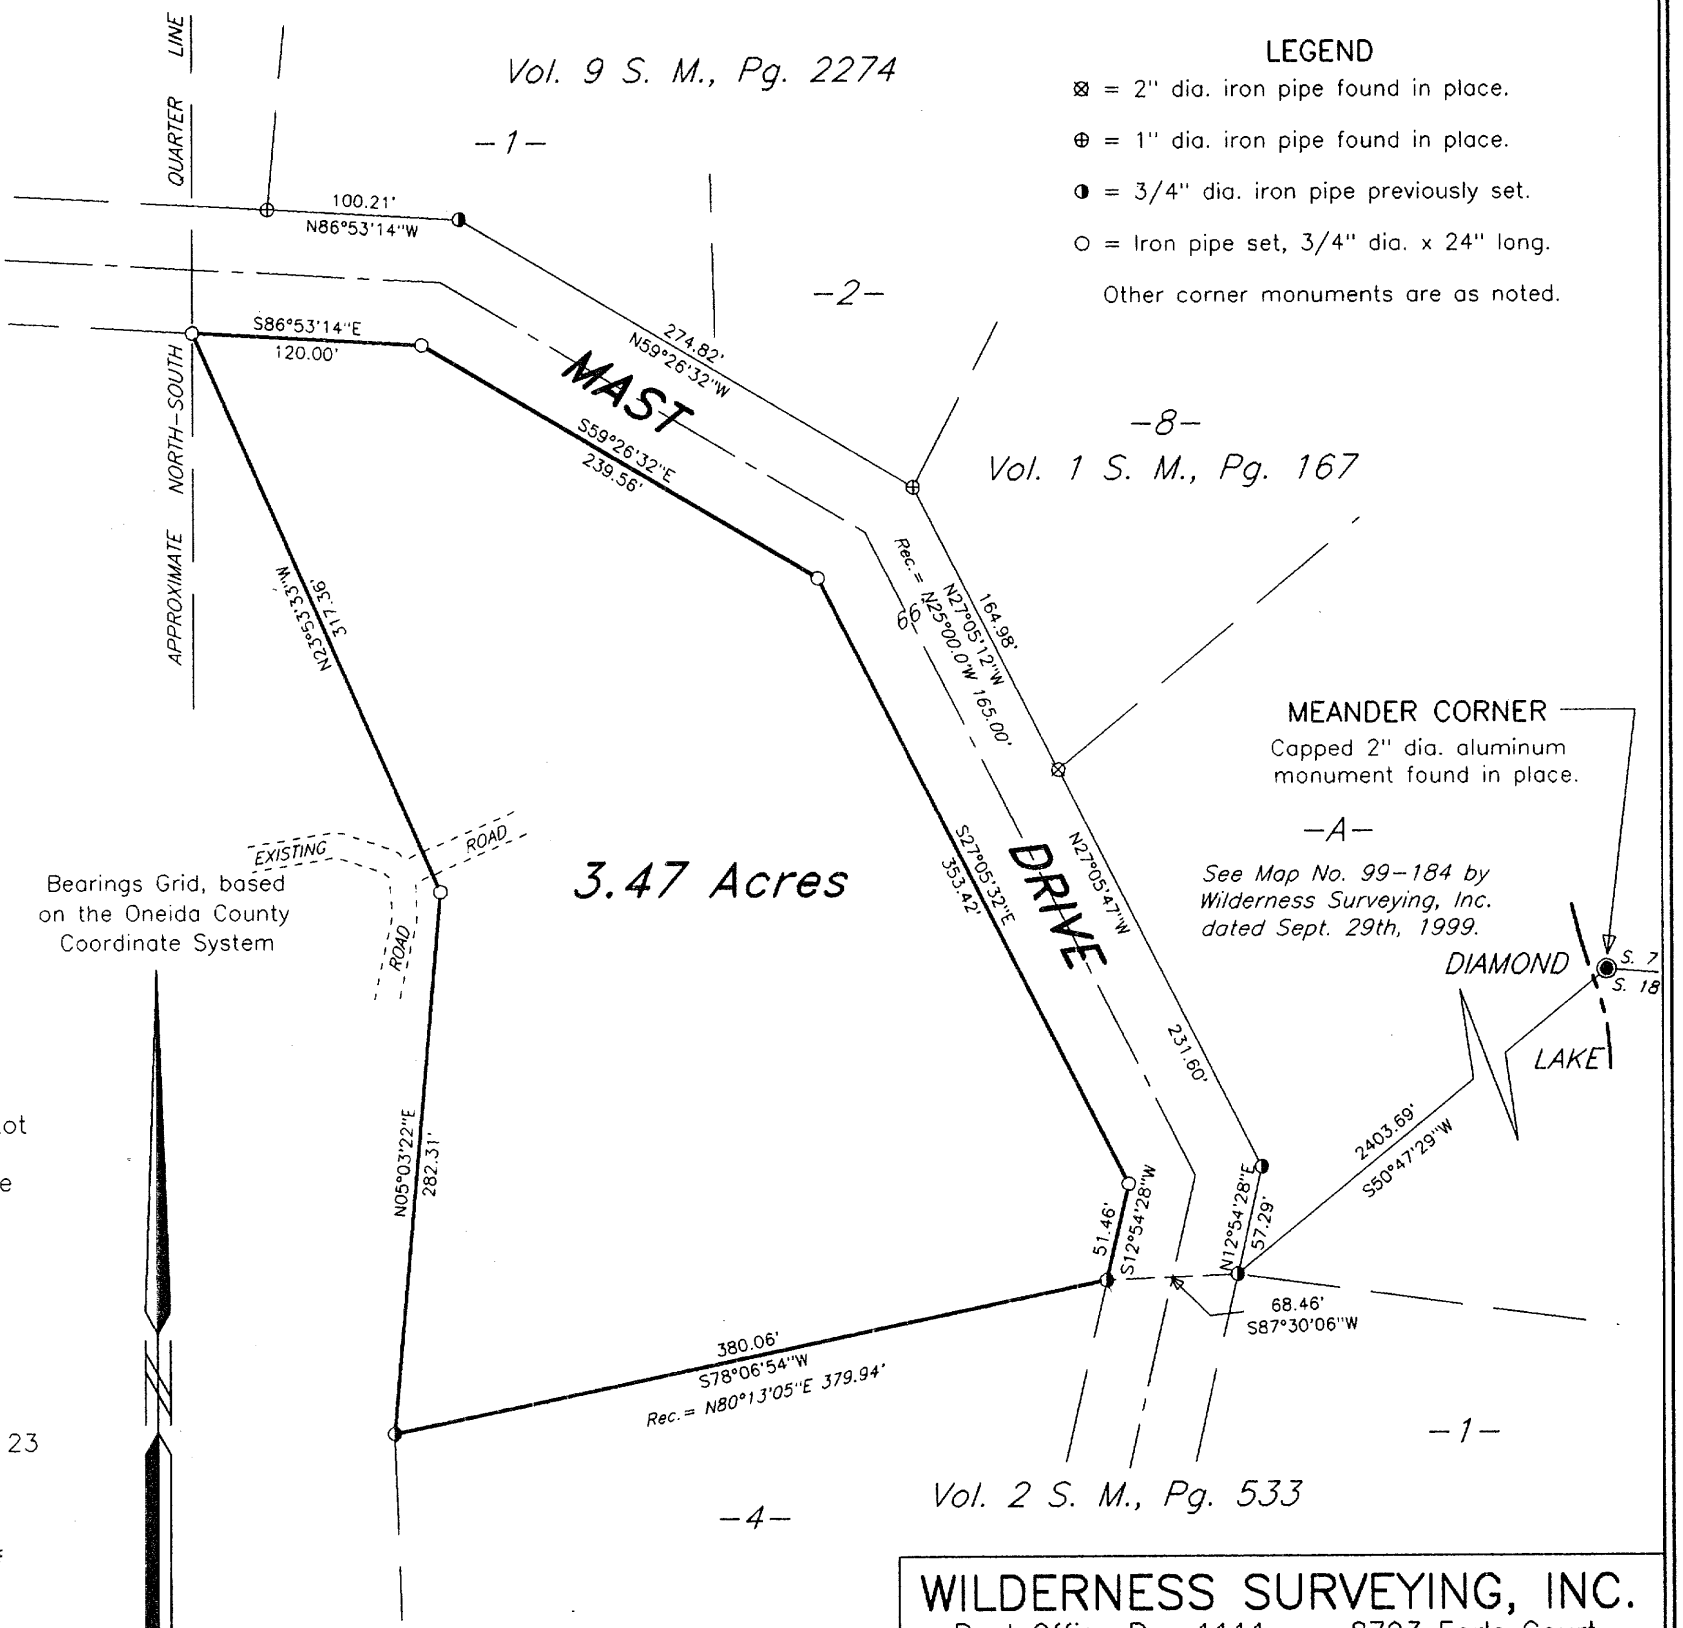 LEGEND
⊗ = 2" dia. iron pipe found in place.
⊕ = 1" dia. iron pipe found in place.
◑ = 3/4" dia. iron pipe previously set.
○ = Iron pipe set, 3/4" dia. x 24" long.
Other corner monuments are as noted.
Vol. 9 S. M., Pg. 2274
-1-
APPROXIMATE NORTH-SOUTH QUARTER LINE
100.21'
N86°53'14"W
-2-
S86°53'14"E
120.00'
274.82'
N59°26'32"W
MAST
S59°26'32"E
239.56'
-8-
Vol. 1 S. M., Pg. 167
164.98'
N27°05'12"W
Rec.= N25°00.0'W 165.00'
66
317.36'
N23°53'33"W
MEANDER CORNER
Capped 2" dia. aluminum
monument found in place.
-A-
See Map No. 99-184 by
Wilderness Surveying, Inc.
dated Sept. 29th, 1999.
EXISTING
ROAD
ROAD
3.47 Acres
Bearings Grid, based
on the Oneida County
Coordinate System
S27°05'32"E
353.42'
DRIVE
N27°05'47"W
231.60'
DIAMOND
LAKE
S. 7
S. 18
2403.69'
S50°47'29"W
N05°03'22"E
282.31'
51.46'
S12°54'28"W
N12°54'28"E
57.29'
68.46'
S87°30'06"W
380.06'
S78°06'54"W
Rec.= N80°13'05"E 379.94'
ot
e
23
-1-
Vol. 2 S. M., Pg. 533
-4-
WILDERNESS SURVEYING, INC.